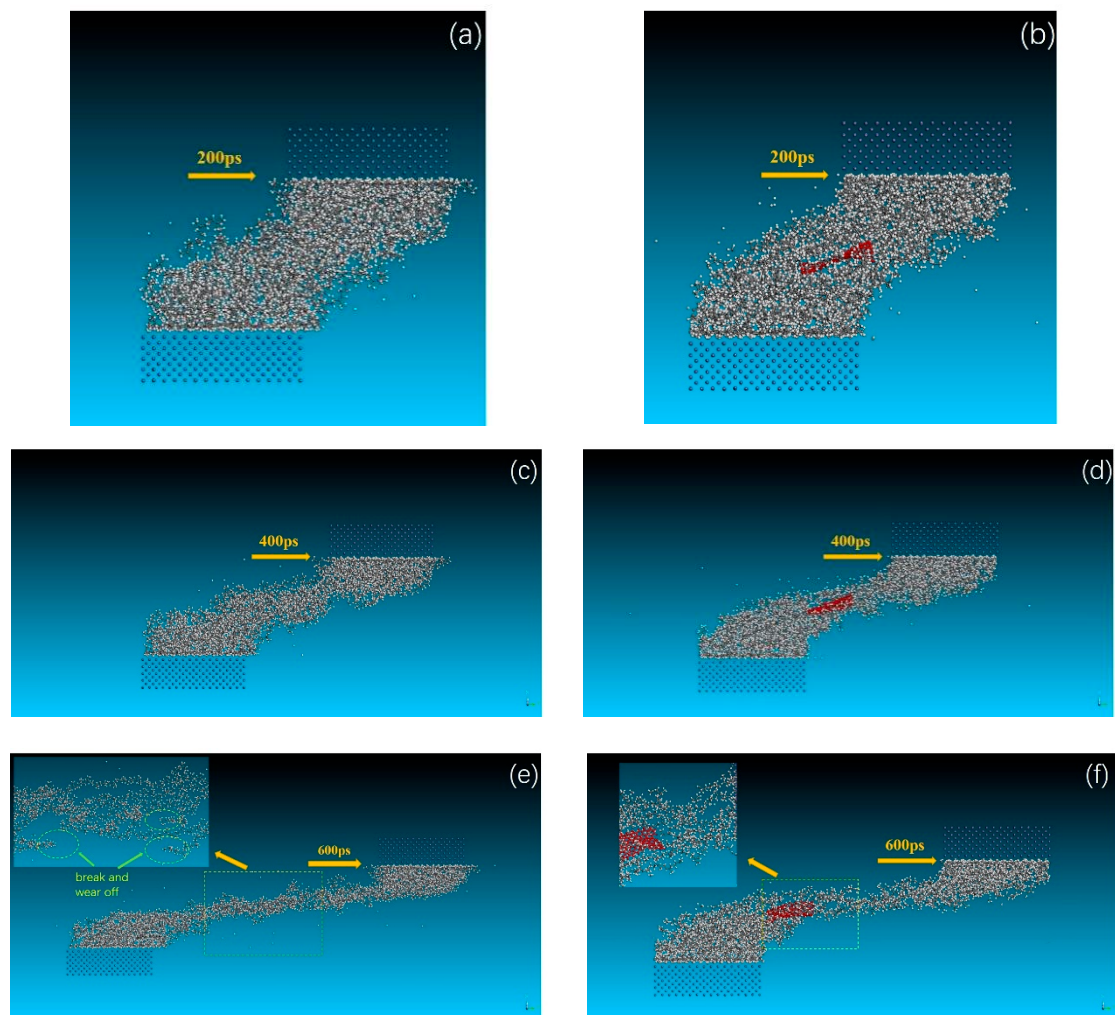 (a)
200ps
(b)
200ps
(c)
400ps
(d)
400ps
(e)
600ps
break and
wear off
(f)
600ps